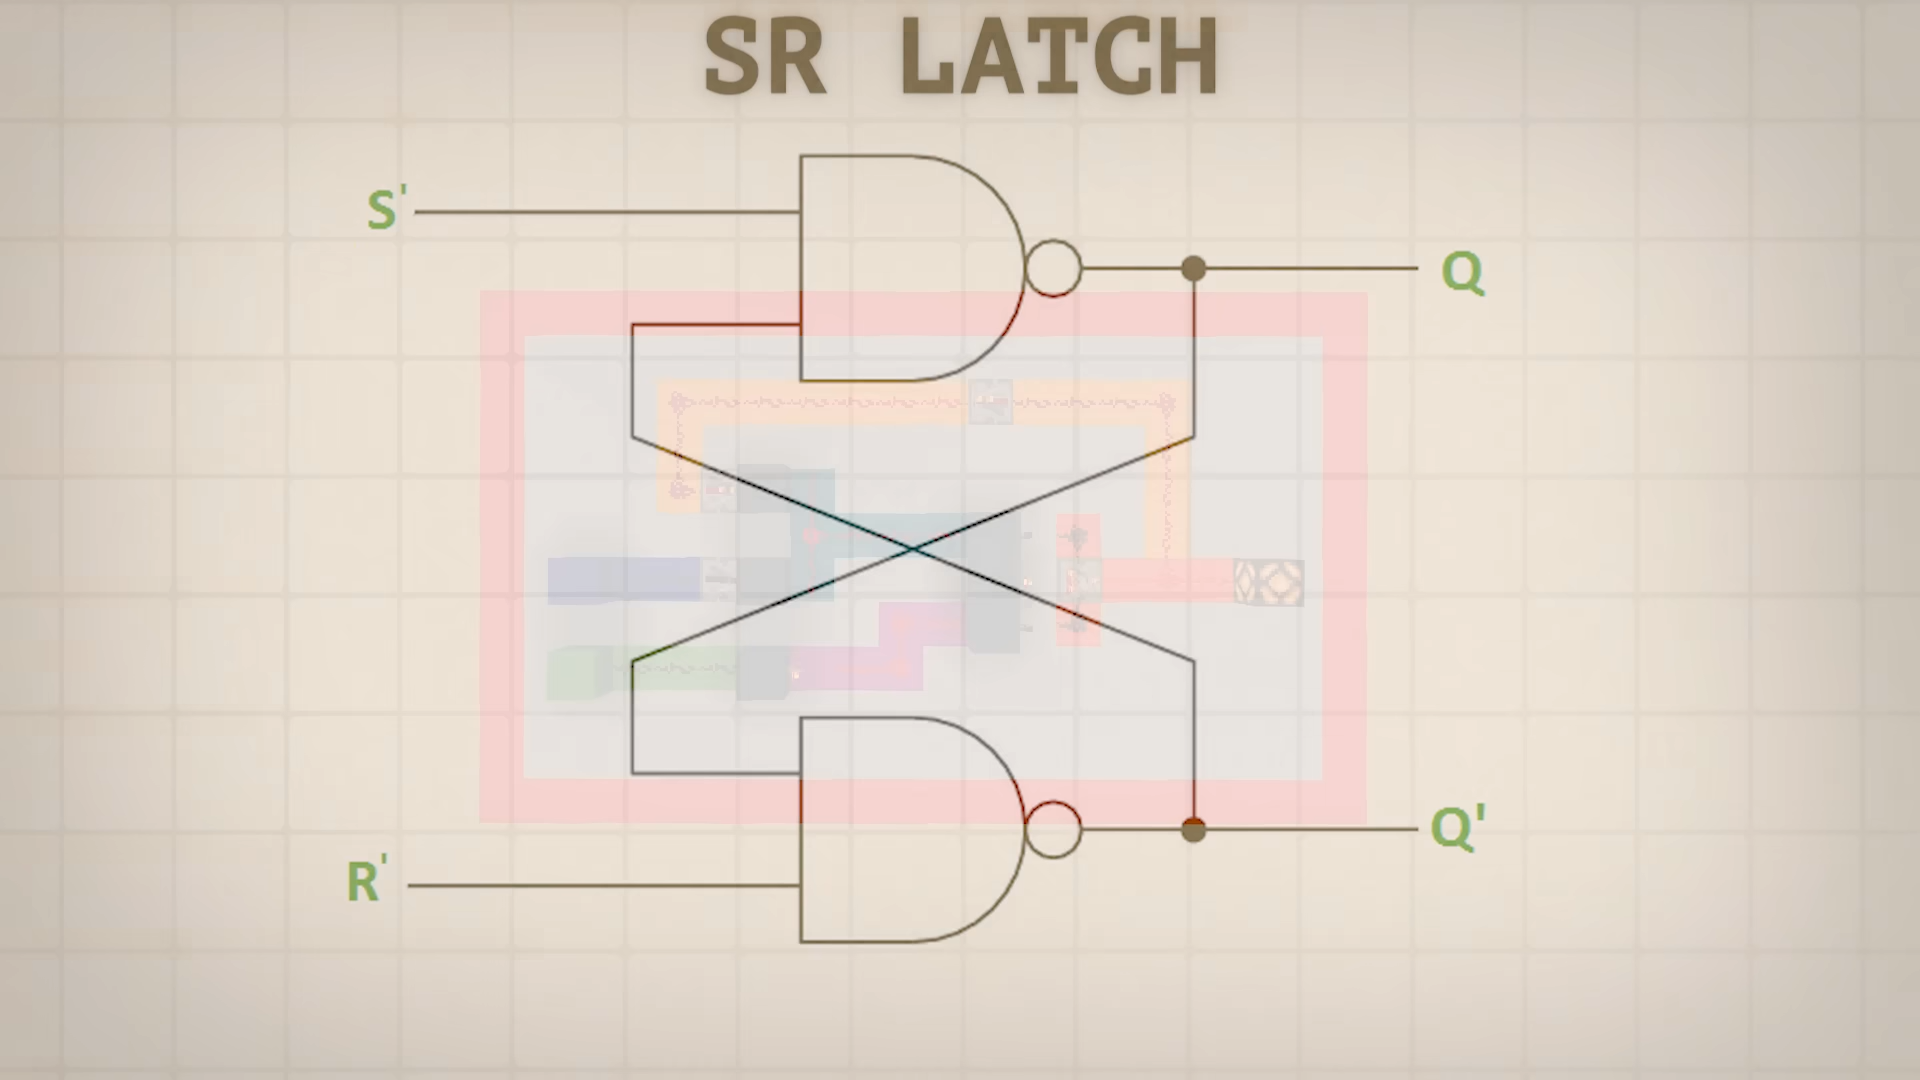 SR LATCH
S'
Q
Q'
R'